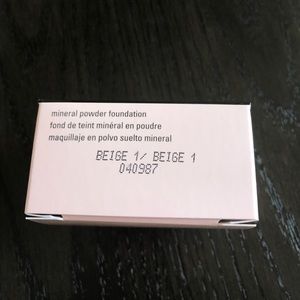 mineral powder foundation
fond de teint minéral en poudre
maquillaje en polvo suelto mineral
BEIGE 1/ BEIGE 1
040987